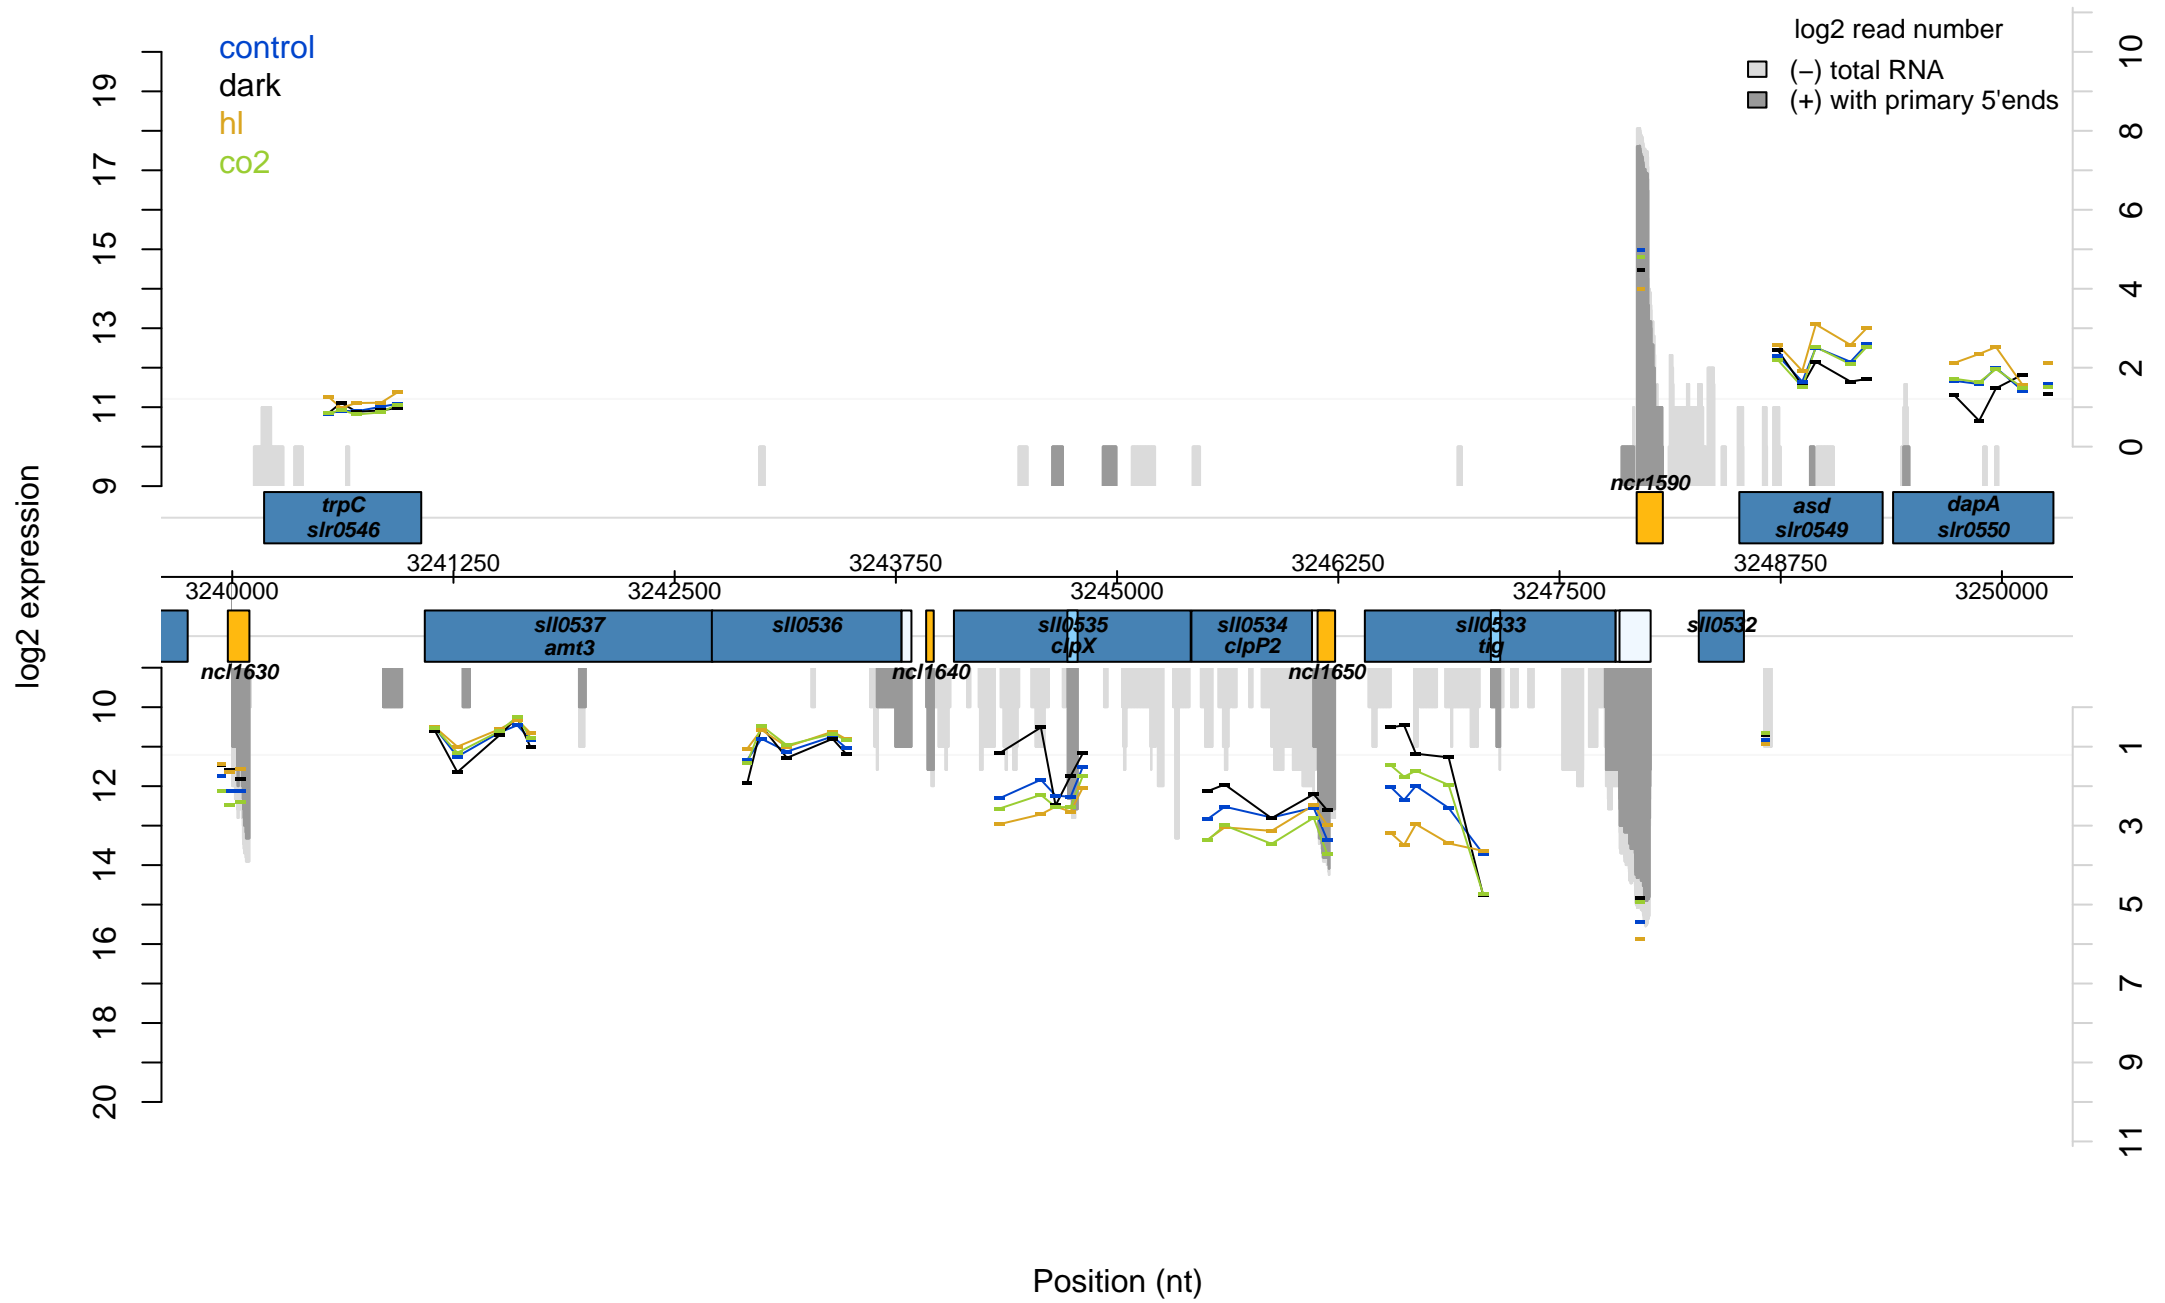 control
dark
hl
co2
log2 read number
(−) total RNA
(+) with primary 5'ends
19
17
15
13
11
9
10
8
6
4
2
0
log2 expression
ncr1590
trpC
slr0546
asd
slr0549
dapA
slr0550
3241250
3243750
3246250
3248750
3240000
3242500
3245000
3247500
3250000
sll0537
amt3
sll0536
sll0535
clpX
sll0534
clpP2
sll0533
tig
sll0532
ncl1630
ncl1640
ncl1650
10
12
14
16
18
20
1
3
5
7
9
11
Position (nt)